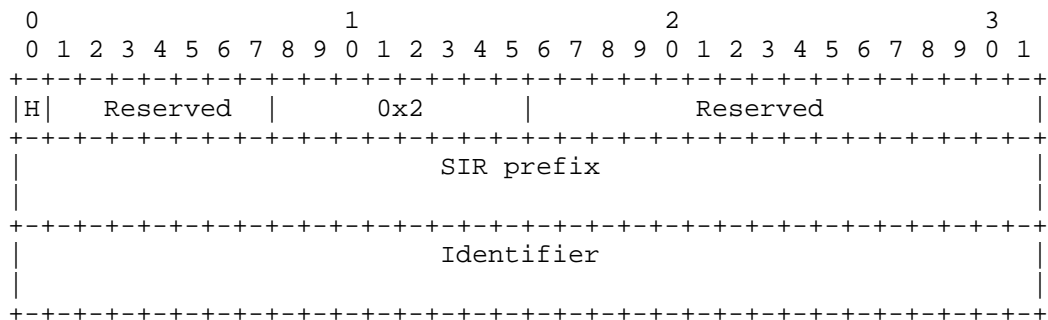 0                   1                   2                   3
 0 1 2 3 4 5 6 7 8 9 0 1 2 3 4 5 6 7 8 9 0 1 2 3 4 5 6 7 8 9 0 1
+-+-+-+-+-+-+-+-+-+-+-+-+-+-+-+-+-+-+-+-+-+-+-+-+-+-+-+-+-+-+-+-+
|H|   Reserved  |      0x2      |          Reserved             |
+-+-+-+-+-+-+-+-+-+-+-+-+-+-+-+-+-+-+-+-+-+-+-+-+-+-+-+-+-+-+-+-+
|                          SIR prefix                           |
|                                                               |
+-+-+-+-+-+-+-+-+-+-+-+-+-+-+-+-+-+-+-+-+-+-+-+-+-+-+-+-+-+-+-+-+
|                          Identifier                           |
|                                                               |
+-+-+-+-+-+-+-+-+-+-+-+-+-+-+-+-+-+-+-+-+-+-+-+-+-+-+-+-+-+-+-+-+